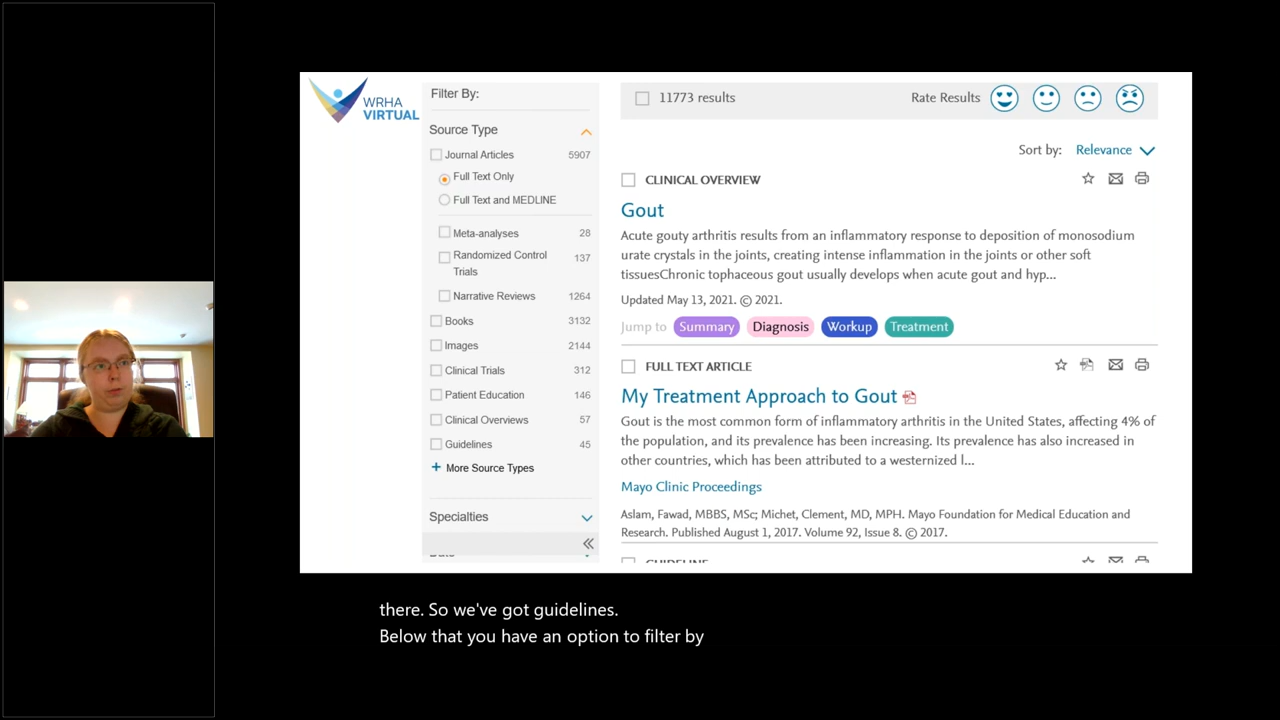 WRHA
VIRTUAL
Filter By:
Source Type
Journal Articles 5907
Full Text Only
Full Text and MEDLINE
Meta-analyses 28
Randomized Control 137
Trials
Narrative Reviews 1264
Books 3132
Images 2144
Clinical Trials 312
Patient Education 146
Clinical Overviews 57
Guidelines 45
+ More Source Types
Specialties
11773 results Rate Results
Sort by: Relevance
CLINICAL OVERVIEW
Gout
Acute gouty arthritis results from an inflammatory response to deposition of monosodium
urate crystals in the joints, creating intense inflammation in the joints or other soft
tissuesChronic tophaceous gout usually develops when acute gout and hyp...
Updated May 13, 2021. © 2021.
Jump to Summary Diagnosis Workup Treatment
FULL TEXT ARTICLE
My Treatment Approach to Gout
Gout is the most common form of inflammatory arthritis in the United States, affecting 4% of
the population, and its prevalence has been increasing. Its prevalence has also increased in
other countries, which has been attributed to a westernized l...
Mayo Clinic Proceedings
Aslam, Fawad, MBBS, MSc; Michet, Clement, MD, MPH. Mayo Foundation for Medical Education and
Research. Published August 1, 2017. Volume 92, Issue 8. © 2017.
there. So we've got guidelines.
Below that you have an option to filter by